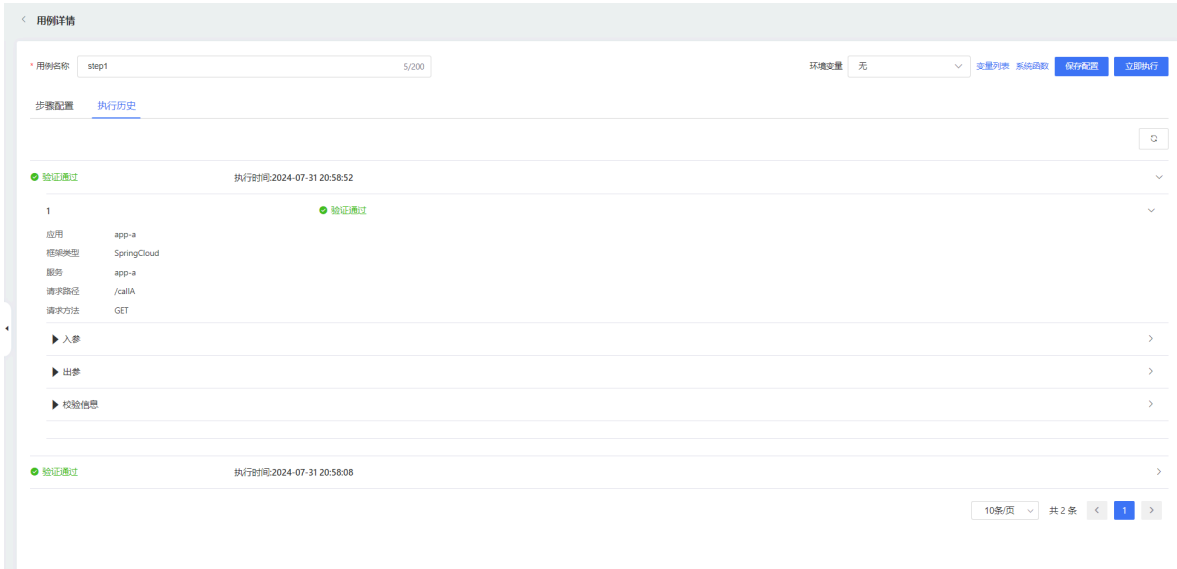 用例详情
* 用例名称 step1 5/200 环境变量 无 变量列表 系统函数 保存配置 立即执行
步骤配置 执行历史
验证通过 执行时间:2024-07-31 20:58:52
1 验证通过
应用 app-a
框架类型 SpringCloud
服务 app-a
请求路径 /callA
请求方法 GET
入参
出参
校验信息
验证通过 执行时间:2024-07-31 20:58:08
10条/页 共 2 条 1